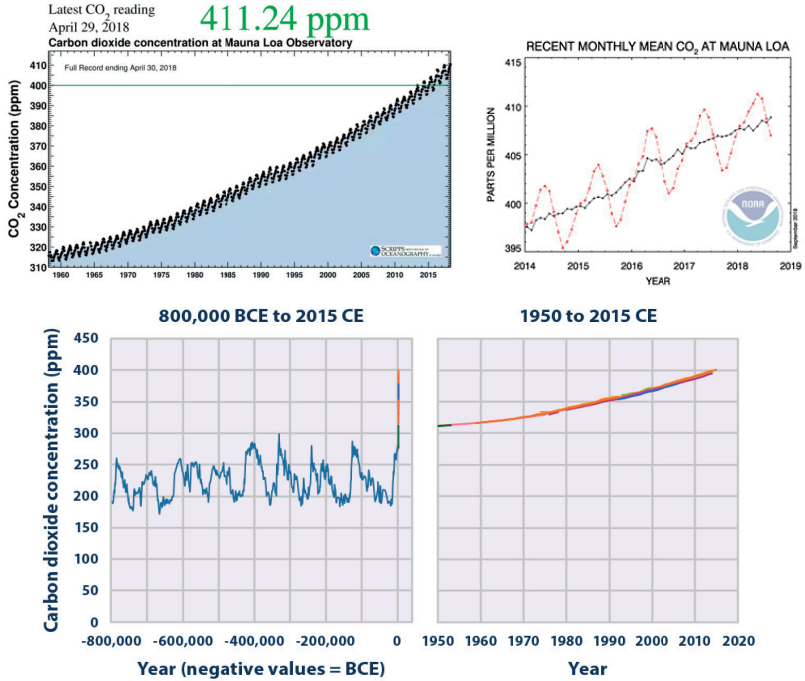 Latest CO2 reading
April 29, 2018
411.24 ppm
Carbon dioxide concentration at Mauna Loa Observatory
Full Record ending April 30, 2018
CO2 Concentration (ppm)
410
400
390
380
370
360
350
340
330
320
310
1960 1965 1970 1975 1980 1985 1990 1995 2000 2005 2010 2015
SCRIPPS INSTITUTION OF
OCEANOGRAPHY
RECENT MONTHLY MEAN CO2 AT MAUNA LOA
PARTS PER MILLION
415
410
405
400
395
2014 2015 2016 2017 2018 2019
YEAR
NOAA
September 2018
800,000 BCE to 2015 CE
Carbon dioxide concentration (ppm)
450
400
350
300
250
200
150
100
50
0
-800,000 -600,000 -400,000 -200,000 0
Year (negative values = BCE)
1950 to 2015 CE
1950 1960 1970 1980 1990 2000 2010 2020
Year